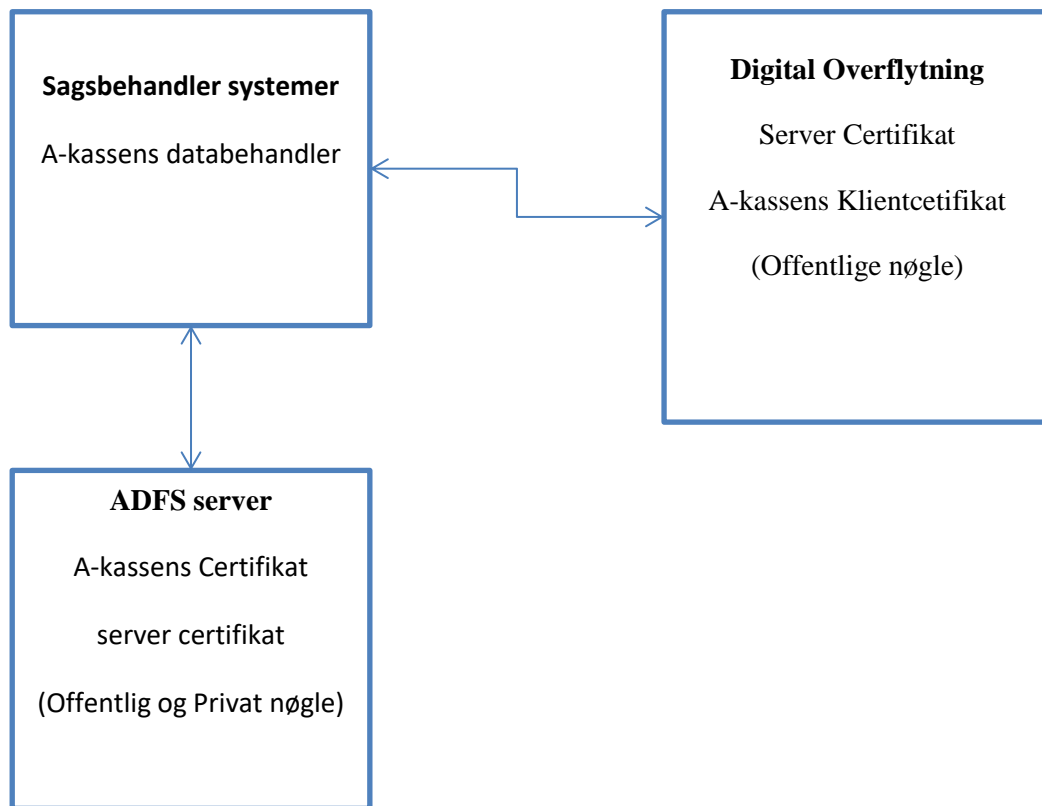 Sagsbehandler systemer
A-kassens databehandler
Digital Overflytning
Server Certifikat
A-kassens Klientcetifikat
(Offentlige nøgle)
ADFS server
A-kassens Certifikat
server certifikat
(Offentlig og Privat nøgle)